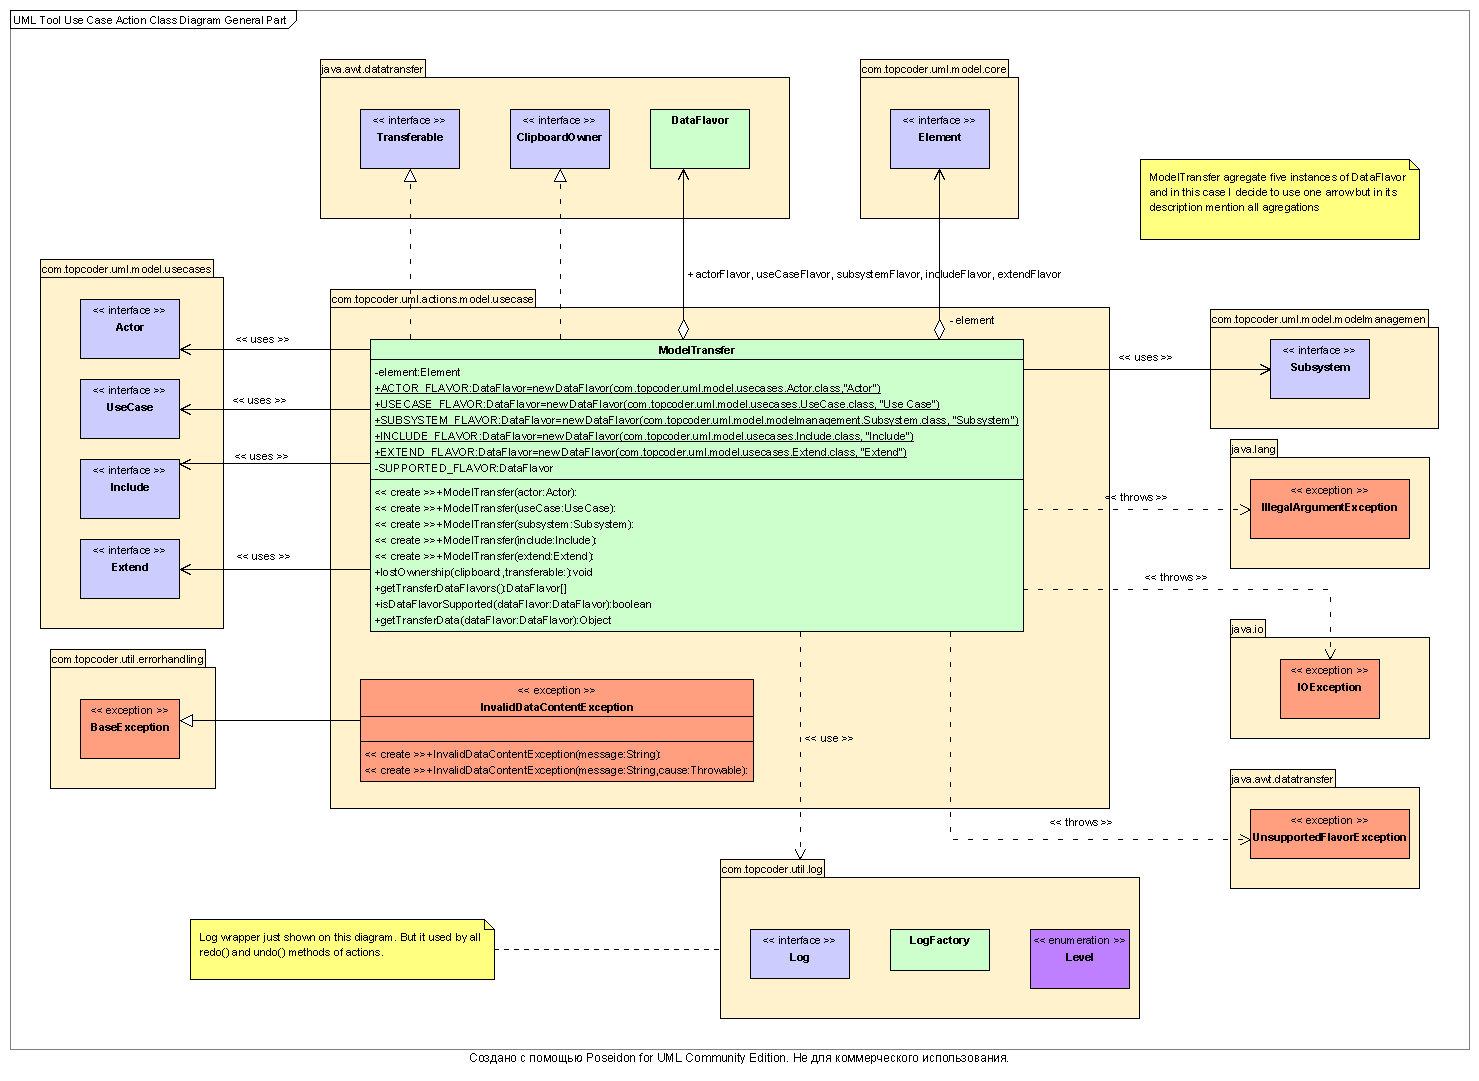 UML Tool Use Case Action Class Diagram General Part
java.awt.datatransfer
<< interface >>
Transferable
<< interface >>
ClipboardOwner
DataFlavor
com.topcoder.uml.model.core
<< interface >>
Element
ModelTransfer agregate five instances of DataFlavor
and in this case I decide to use one arrow but in its
description mention all agregations
+ actorFlavor, useCaseFlavor, subsystemFlavor, includeFlavor, extendFlavor
- element
com.topcoder.uml.model.usecases
<< interface >>
Actor
<< interface >>
UseCase
<< interface >>
Include
<< interface >>
Extend
<< uses >>
<< uses >>
<< uses >>
<< uses >>
com.topcoder.uml.actions.model.usecase
ModelTransfer
-element:Element
+ACTOR_FLAVOR:DataFlavor=new DataFlavor(com.topcoder.uml.model.usecases.Actor.class,"Actor")
+USECASE_FLAVOR:DataFlavor=new DataFlavor(com.topcoder.uml.model.usecases.UseCase.class, "Use Case")
+SUBSYSTEM_FLAVOR:DataFlavor=new DataFlavor(com.topcoder.uml.model.modelmanagement.Subsystem.class, "Subsystem")
+INCLUDE_FLAVOR:DataFlavor=new DataFlavor(com.topcoder.uml.model.usecases.Include.class, "Include")
+EXTEND_FLAVOR:DataFlavor=new DataFlavor(com.topcoder.uml.model.usecases.Extend.class, "Extend")
-SUPPORTED_FLAVOR:DataFlavor
<< create >>+ModelTransfer(actor:Actor):
<< create >>+ModelTransfer(useCase:UseCase):
<< create >>+ModelTransfer(subsystem:Subsystem):
<< create >>+ModelTransfer(include:Include):
<< create >>+ModelTransfer(extend:Extend):
+lostOwnership(clipboard:,transferable:):void
+getTransferDataFlavors():DataFlavor[]
+isDataFlavorSupported(dataFlavor:DataFlavor):boolean
+getTransferData(dataFlavor:DataFlavor):Object
<< uses >>
com.topcoder.uml.model.modelmanagemen
<< interface >>
Subsystem
java.lang
<< throws >>
<< exception >>
IllegalArgumentException
<< throws >>
java.io
<< exception >>
IOException
com.topcoder.util.errorhandling
<< exception >>
BaseException
<< exception >>
InvalidDataContentException
<< create >>+InvalidDataContentException(message:String):
<< create >>+InvalidDataContentException(message:String,cause:Throwable):
<< use >>
<< throws >>
java.awt.datatransfer
<< exception >>
UnsupportedFlavorException
com.topcoder.util.log
<< interface >>
Log
LogFactory
<< enumeration >>
Level
Log wrapper just shown on this diagram. But it used by all
redo() and undo() methods of actions.
Создано с помощью Poseidon for UML Community Edition. Не для коммерческого использования.